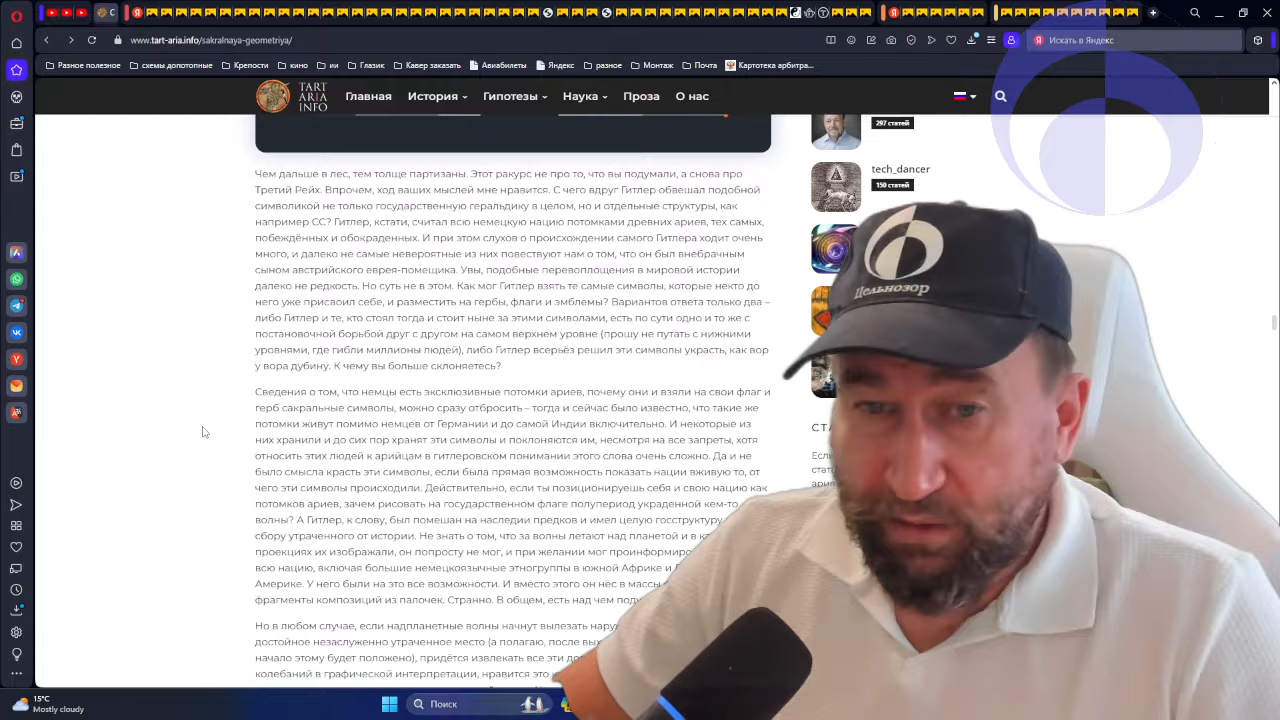 www.tart-aria.info/sakralnaya-geometriya/
Искать в Яндекс
Разное полезное
схемы допотопные
Крепости
кино
ии
Голик
Кавер заказать
Авиабилеты
Яндекс
разное
Монтаж
Почта
Картотека арбитра...
TART
ARIA
INFO
Главная
История
Гипотезы
Наука
Проза
О нас
297 статей
tech_dancer
150 статей
Чем дальше в лес, тем толще партизаны. Этот ракурс не про то, что вы подумали, а снова про
Третий Рейх. Впрочем, ход ваших мыслей мне нравится. С чего вдруг Гитлер обвешал подобной
символикой не только государственную геральдику в целом, но и отдельные структуры, как
например СС? Гитлер, кстати, считал всю немецкую нацию потомками древних ариев, тех самых,
побеждённых и обокраденных. И при этом слухов о происхождении самого Гитлера ходит очень
много, и далеко не самые невероятные из них повествуют нам о том, что он был внебрачным
сыном австрийского еврея-помещика. Увы, подобные перевоплощения в мировой истории
далеко не редкость. Но суть не в этом. Как мог Гитлер взять те самые символы, которые некто до
него уже присвоил себе, и разместить на гербы, флаги и эмблемы? Вариантов ответа только два –
либо Гитлер и те, кто стоял тогда и стоит ныне за этими символами, есть по сути одно и то же с
постановочной борьбой друг с другом на самом верхнем уровне (прошу не путать с нижними
уровнями, где гибли миллионы людей), либо Гитлер всерьёз решил эти символы украсть, как вор
у вора дубину. К чему вы больше склоняетесь?
Сведения о том, что немцы есть эксклюзивные потомки ариев, почему они и взяли на свои флаг и
герб сакральные символы, можно сразу отбросить – тогда и сейчас было известно, что такие же
потомки живут помимо немцев от Германии и до самой Индии включительно. И некоторые из
них хранили и до сих пор хранят эти символы и поклоняются им, несмотря на все запреты, хотя
относить этих людей к арийцам в гитлеровском понимании этого слова очень сложно. Да и не
было смысла красть эти символы, если была прямая возможность показать нации вживую то, от
чего эти символы происходили. Действительно, если ты позиционируешь себя и свою нацию как
потомков ариев, зачем рисовать на государственном флаге полупериод украденной кем-то
волны? А Гитлер, к слову, был помешан на наследии предков и имел целую госструктуру
сбору утраченного от истории. Не знать о том, что за волны летают над планетой и в
проекциях их изображали, он попросту не мог, и при желании мог
всю нацию, включая большие немецкоязычные этногруппы в южной Африке и
Америке. У него были на это все возможности. И вместо этого он нёс в массы
фрагменты композиций из палочек. Странно. В общем, есть над чем
Но в любом случае, если надпланетные волны начнут вылезать
достойное незаслуженно утраченное место (а полагаю, после
начало этому будет положено), придётся извлекать все эти
колебаний в графической интерпретации, нравится это
Если
Цельнозор
15°C
Mostly cloudy
Поиск